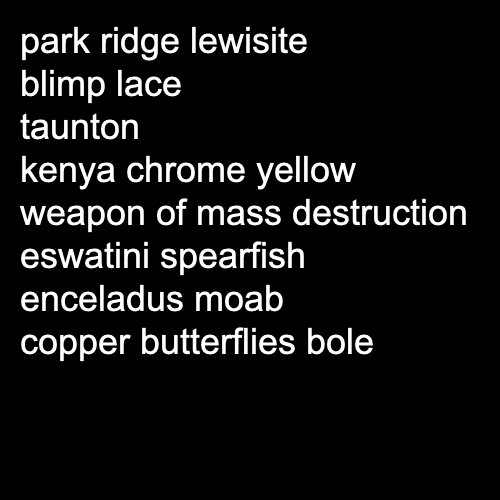 park ridge lewisite
blimp lace
taunton
kenya chrome yellow
weapon of mass destruction
eswatini spearfish
enceladus moab
copper butterflies bole